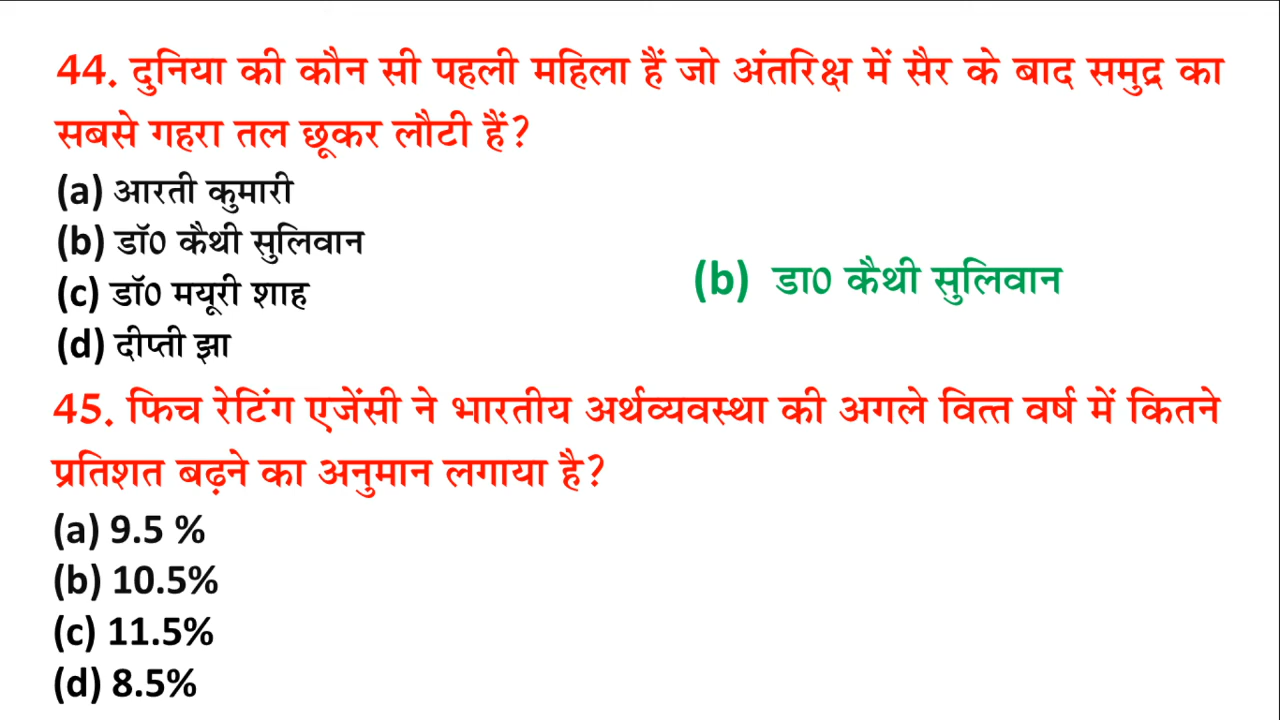 44. दुनिया की कौन सी पहली महिला हैं जो अंतरिक्ष में सैर के बाद समुद्र का
सबसे गहरा तल छूकर लौटी हैं?
(a) आरती कुमारी
(b) डॉ0 कैथी सुलिवान
(c) डॉ0 मयूरी शाह
(d) दीप्ती झा
(b) डा0 कैथी सुलिवान
45. फिच रेटिंग एजेंसी ने भारतीय अर्थव्यवस्था की अगले वित्त वर्ष में कितने
प्रतिशत बढ़ने का अनुमान लगाया है?
(a) 9.5 %
(b) 10.5%
(c) 11.5%
(d) 8.5%